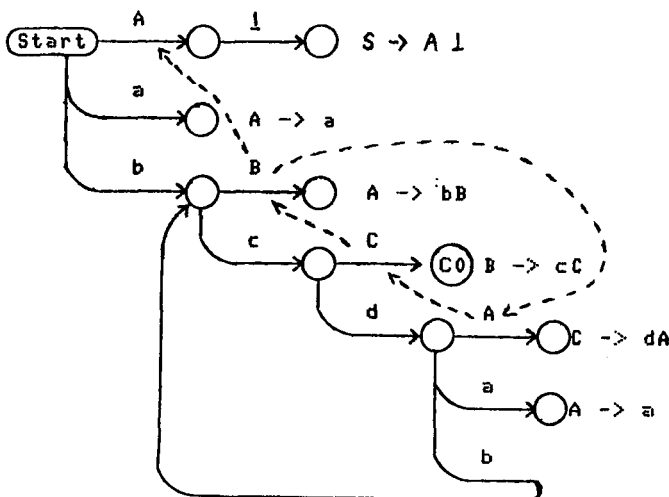 A
Start
⊥
S -> A ⊥
a
A -> a
b
B
A -> bB
c
C
C0
B -> cC
A
d
C -> dA
a
A -> a
b